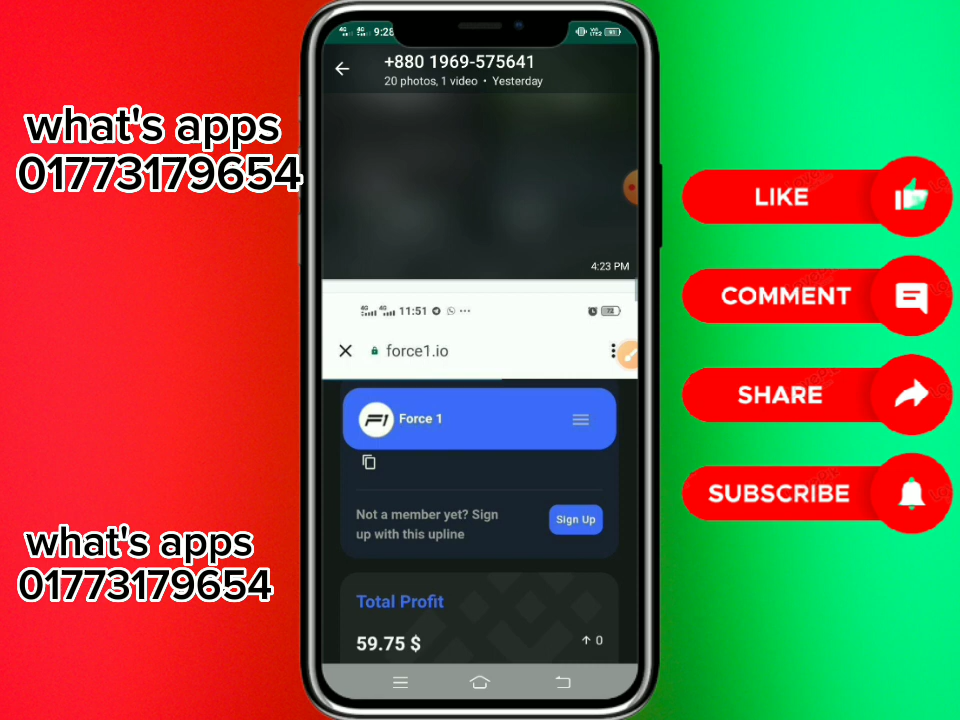 what's apps
01773179654
9:28
+880 1969-575641
20 photos, 1 video • Yesterday
4:23 PM
11:51
force1.io
F1 Force 1
Not a member yet? Sign
up with this upline
Sign Up
Total Profit
59.75 $
0
LIKE
COMMENT
SHARE
SUBSCRIBE
what's apps
01773179654